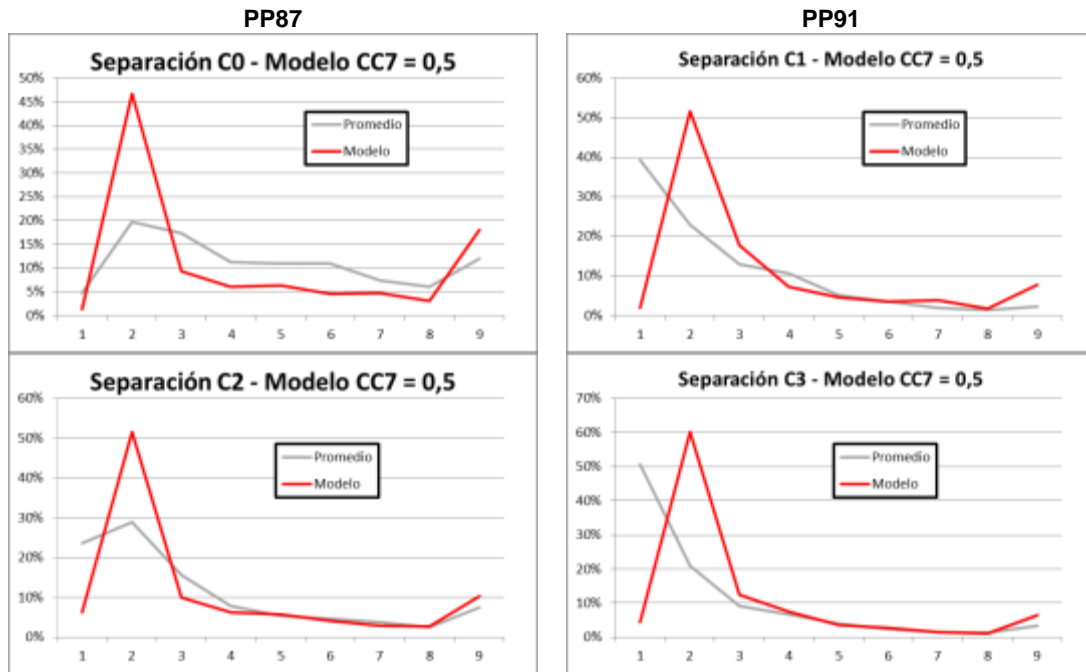 PP87
PP91
Separación C0 - Modelo CC7 = 0,5
50%
45%
40%
35%
30%
25%
20%
15%
10%
5%
0%
Promedio
Modelo
1 2 3 4 5 6 7 8 9
Separación C1 - Modelo CC7 = 0,5
60%
50%
40%
30%
20%
10%
0%
Promedio
Modelo
1 2 3 4 5 6 7 8 9
Separación C2 - Modelo CC7 = 0,5
60%
50%
40%
30%
20%
10%
0%
Promedio
Modelo
1 2 3 4 5 6 7 8 9
Separación C3 - Modelo CC7 = 0,5
70%
60%
50%
40%
30%
20%
10%
0%
Promedio
Modelo
1 2 3 4 5 6 7 8 9